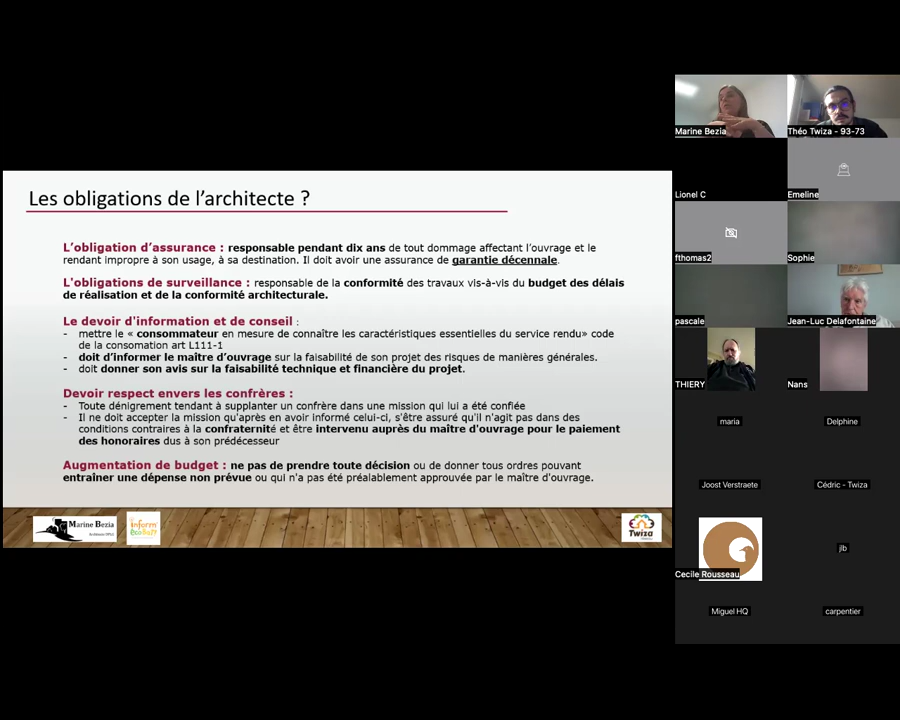 Les obligations de l’architecte ?
L’obligation d’assurance : responsable pendant dix ans de tout dommage affectant l’ouvrage et le
rendant impropre à son usage, à sa destination. Il doit avoir une assurance de garantie décennale.
L'obligations de surveillance : responsable de la conformité des travaux vis-à-vis du budget des délais
de réalisation et de la conformité architecturale.
Le devoir d'information et de conseil :
- mettre le « consommateur en mesure de connaître les caractéristiques essentielles du service rendu» code
de la consomation art L111-1
- doit d’informer le maître d’ouvrage sur la faisabilité de son projet des risques de manières générales.
- doit donner son avis sur la faisabilité technique et financière du projet.
Devoir respect envers les confrères :
- Toute dénigrement tendant à supplanter un confrère dans une mission qui lui a été confiée
- Il ne doit accepter la mission qu'après en avoir informé celui-ci, s'être assuré qu'il n'agit pas dans des
conditions contraires à la confraternité et être intervenu auprès du maître d'ouvrage pour le paiement
des honoraires dus à son prédécesseur
Augmentation de budget : ne pas de prendre toute décision ou de donner tous ordres pouvant
entraîner une dépense non prévue ou qui n'a pas été préalablement approuvée par le maître d'ouvrage.
Marine Bezia
inform'
Twiza
Marine Bezia
Théo Twiza - 93-73
Lionel C
Emeline
fthomas2
Sophie
pascale
Jean-Luc Delafontaine
THIERY
Nans
maria
Delphine
Joost Verstraete
Cédric - Twiza
Cecile Rousseau
jlb
Miguel HQ
carpentier